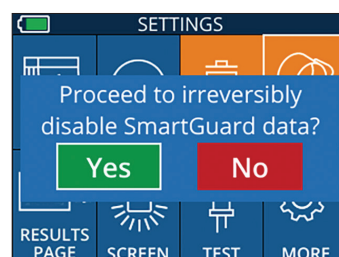 SETTINGS
Proceed to irreversibly
disable SmartGuard data?
Yes No
RESULTS
PAGE SCREEN TEST MORE